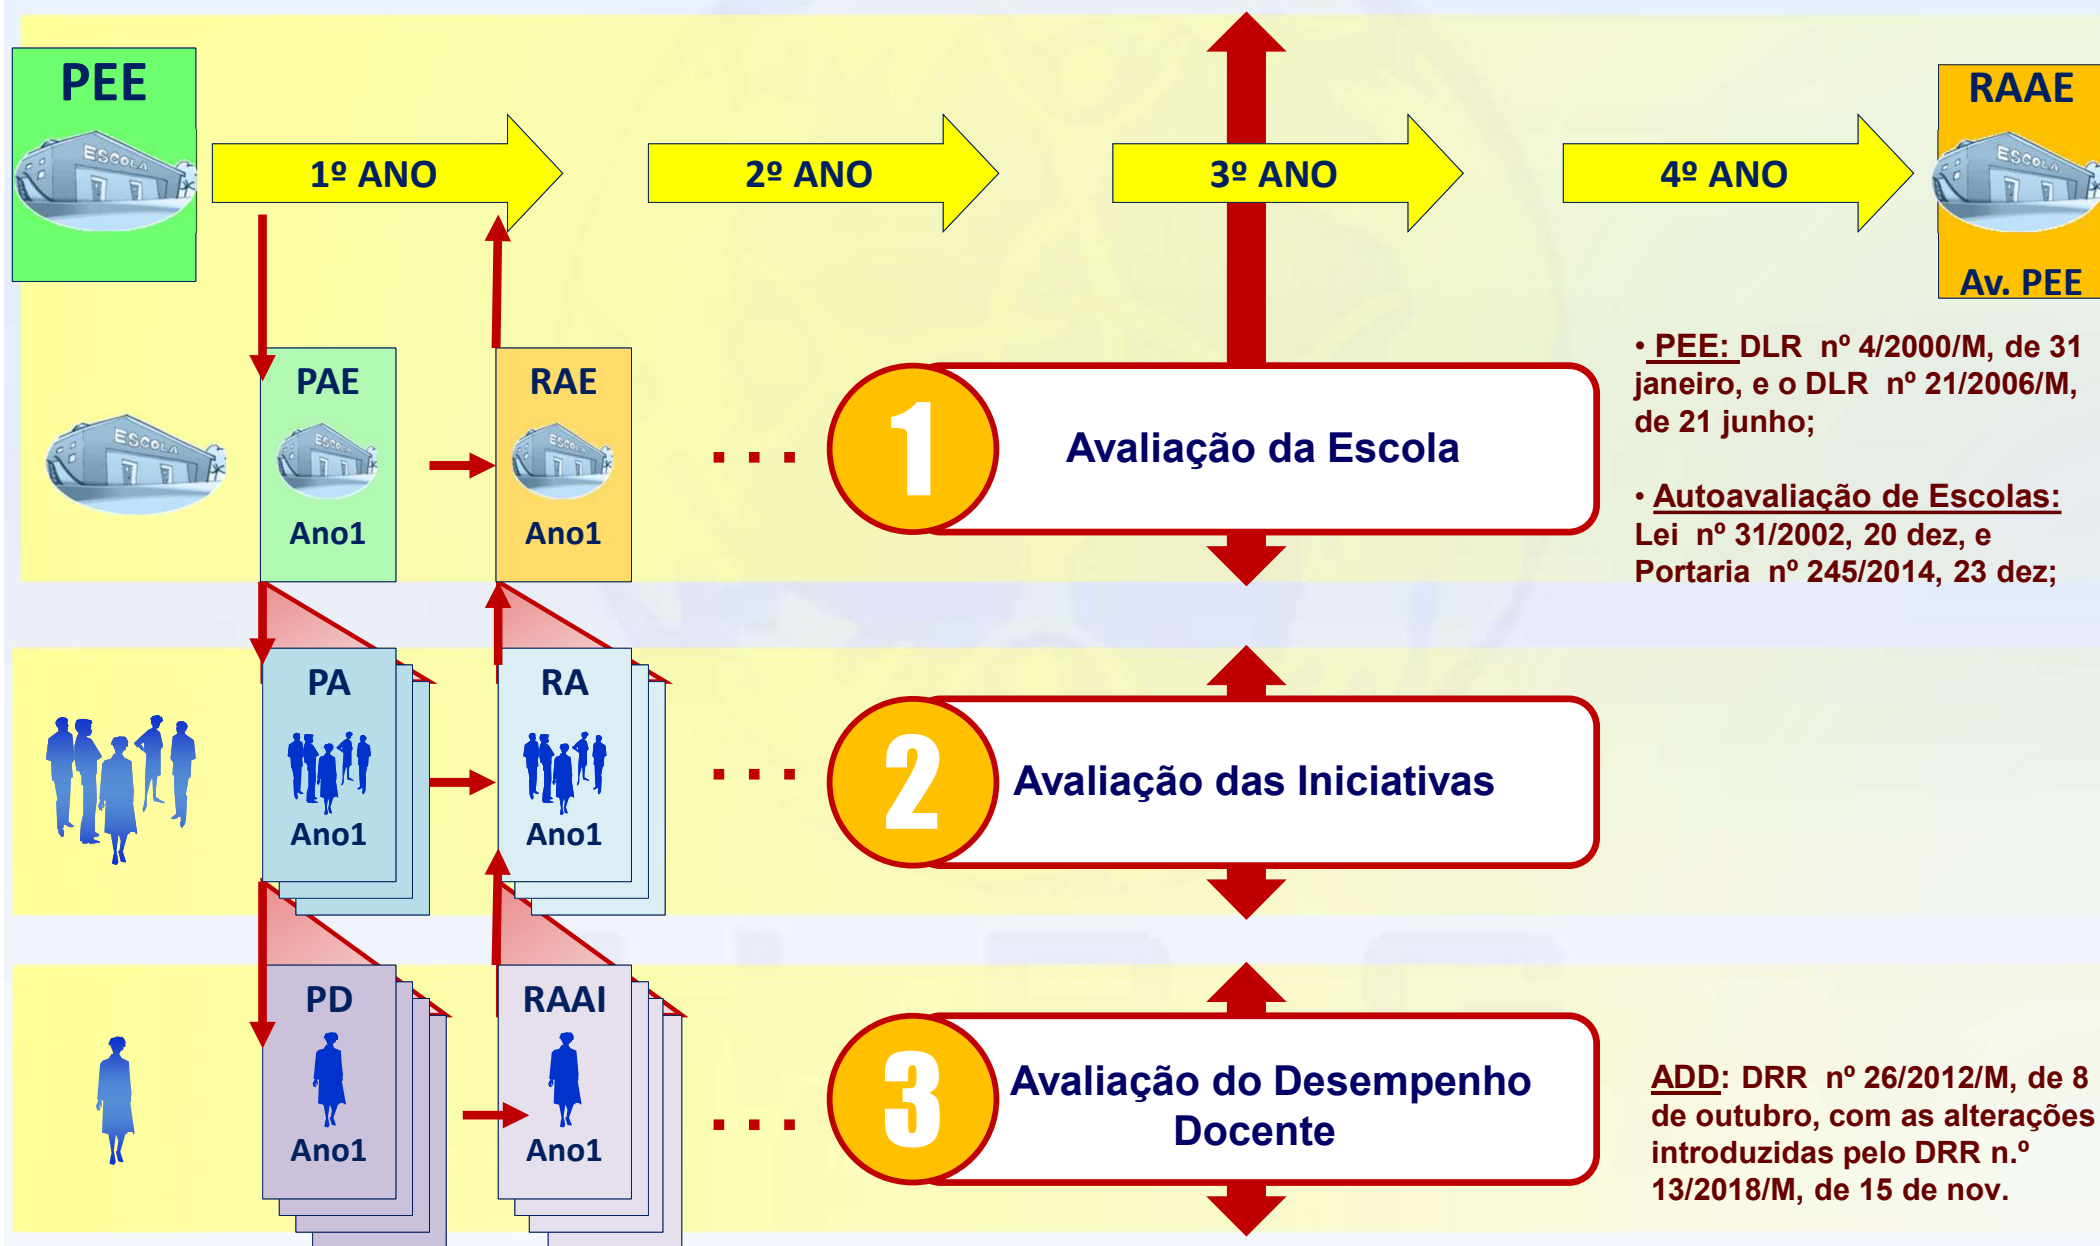 PEE
RAAE
1º ANO
2º ANO
3º ANO
4º ANO
ESCOLA
ESCOLA
Av. PEE
• PEE: DLR nº 4/2000/M, de 31
janeiro, e o DLR nº 21/2006/M,
de 21 junho;
• Autoavaliação de Escolas:
Lei nº 31/2002, 20 dez, e
Portaria nº 245/2014, 23 dez;
PAE
RAE
ESCOLA
ESCOLA
ESCOLA
Ano1
Ano1
...
1
Avaliação da Escola
PA
RA
Ano1
Ano1
...
2
Avaliação das Iniciativas
PD
RAAI
Ano1
Ano1
...
3
Avaliação do Desempenho
Docente
ADD: DRR nº 26/2012/M, de 8
de outubro, com as alterações
introduzidas pelo DRR n.º
13/2018/M, de 15 de nov.